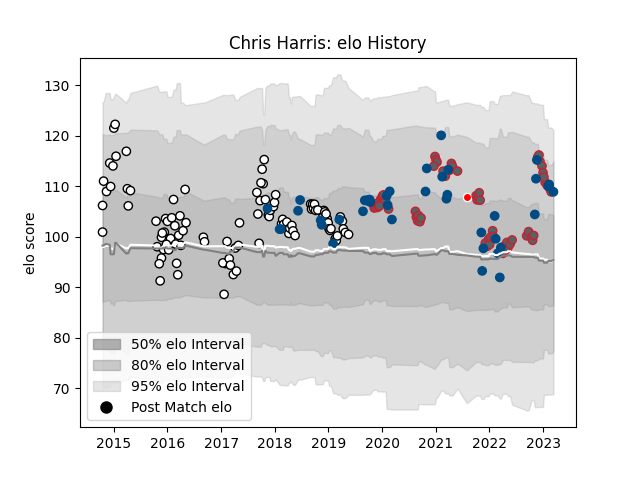 Chris Harris: elo History
elo score
130
120
110
100
90
80
70
50% elo Interval
80% elo Interval
95% elo Interval
Post Match elo
2015 2016 2017 2018 2019 2020 2021 2022 2023